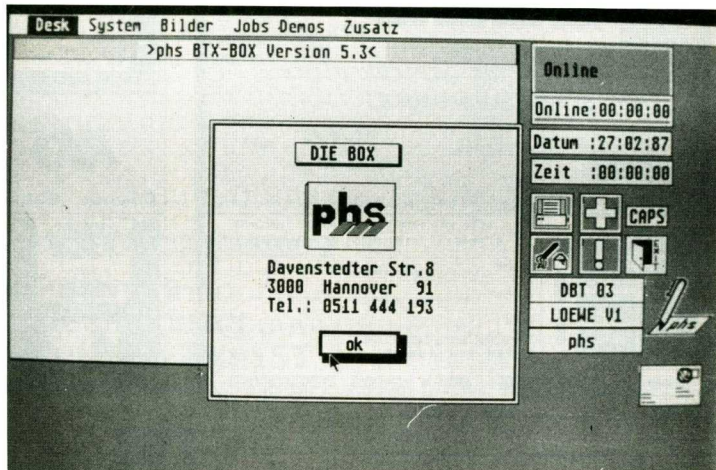 Desk System Bilder Jobs Demos Zusatz
>phs BTX-BOX Version 5.3<
DIE BOX
phs
Davenstedter Str.8
3000 Hannover 91
Tel.: 0511 444 193
ok
Online
Online:00:00:00
Datum :27:02:87
Zeit :00:00:00
CAPS
EXIT
DBT 03
LOEWE V1
phs
phs